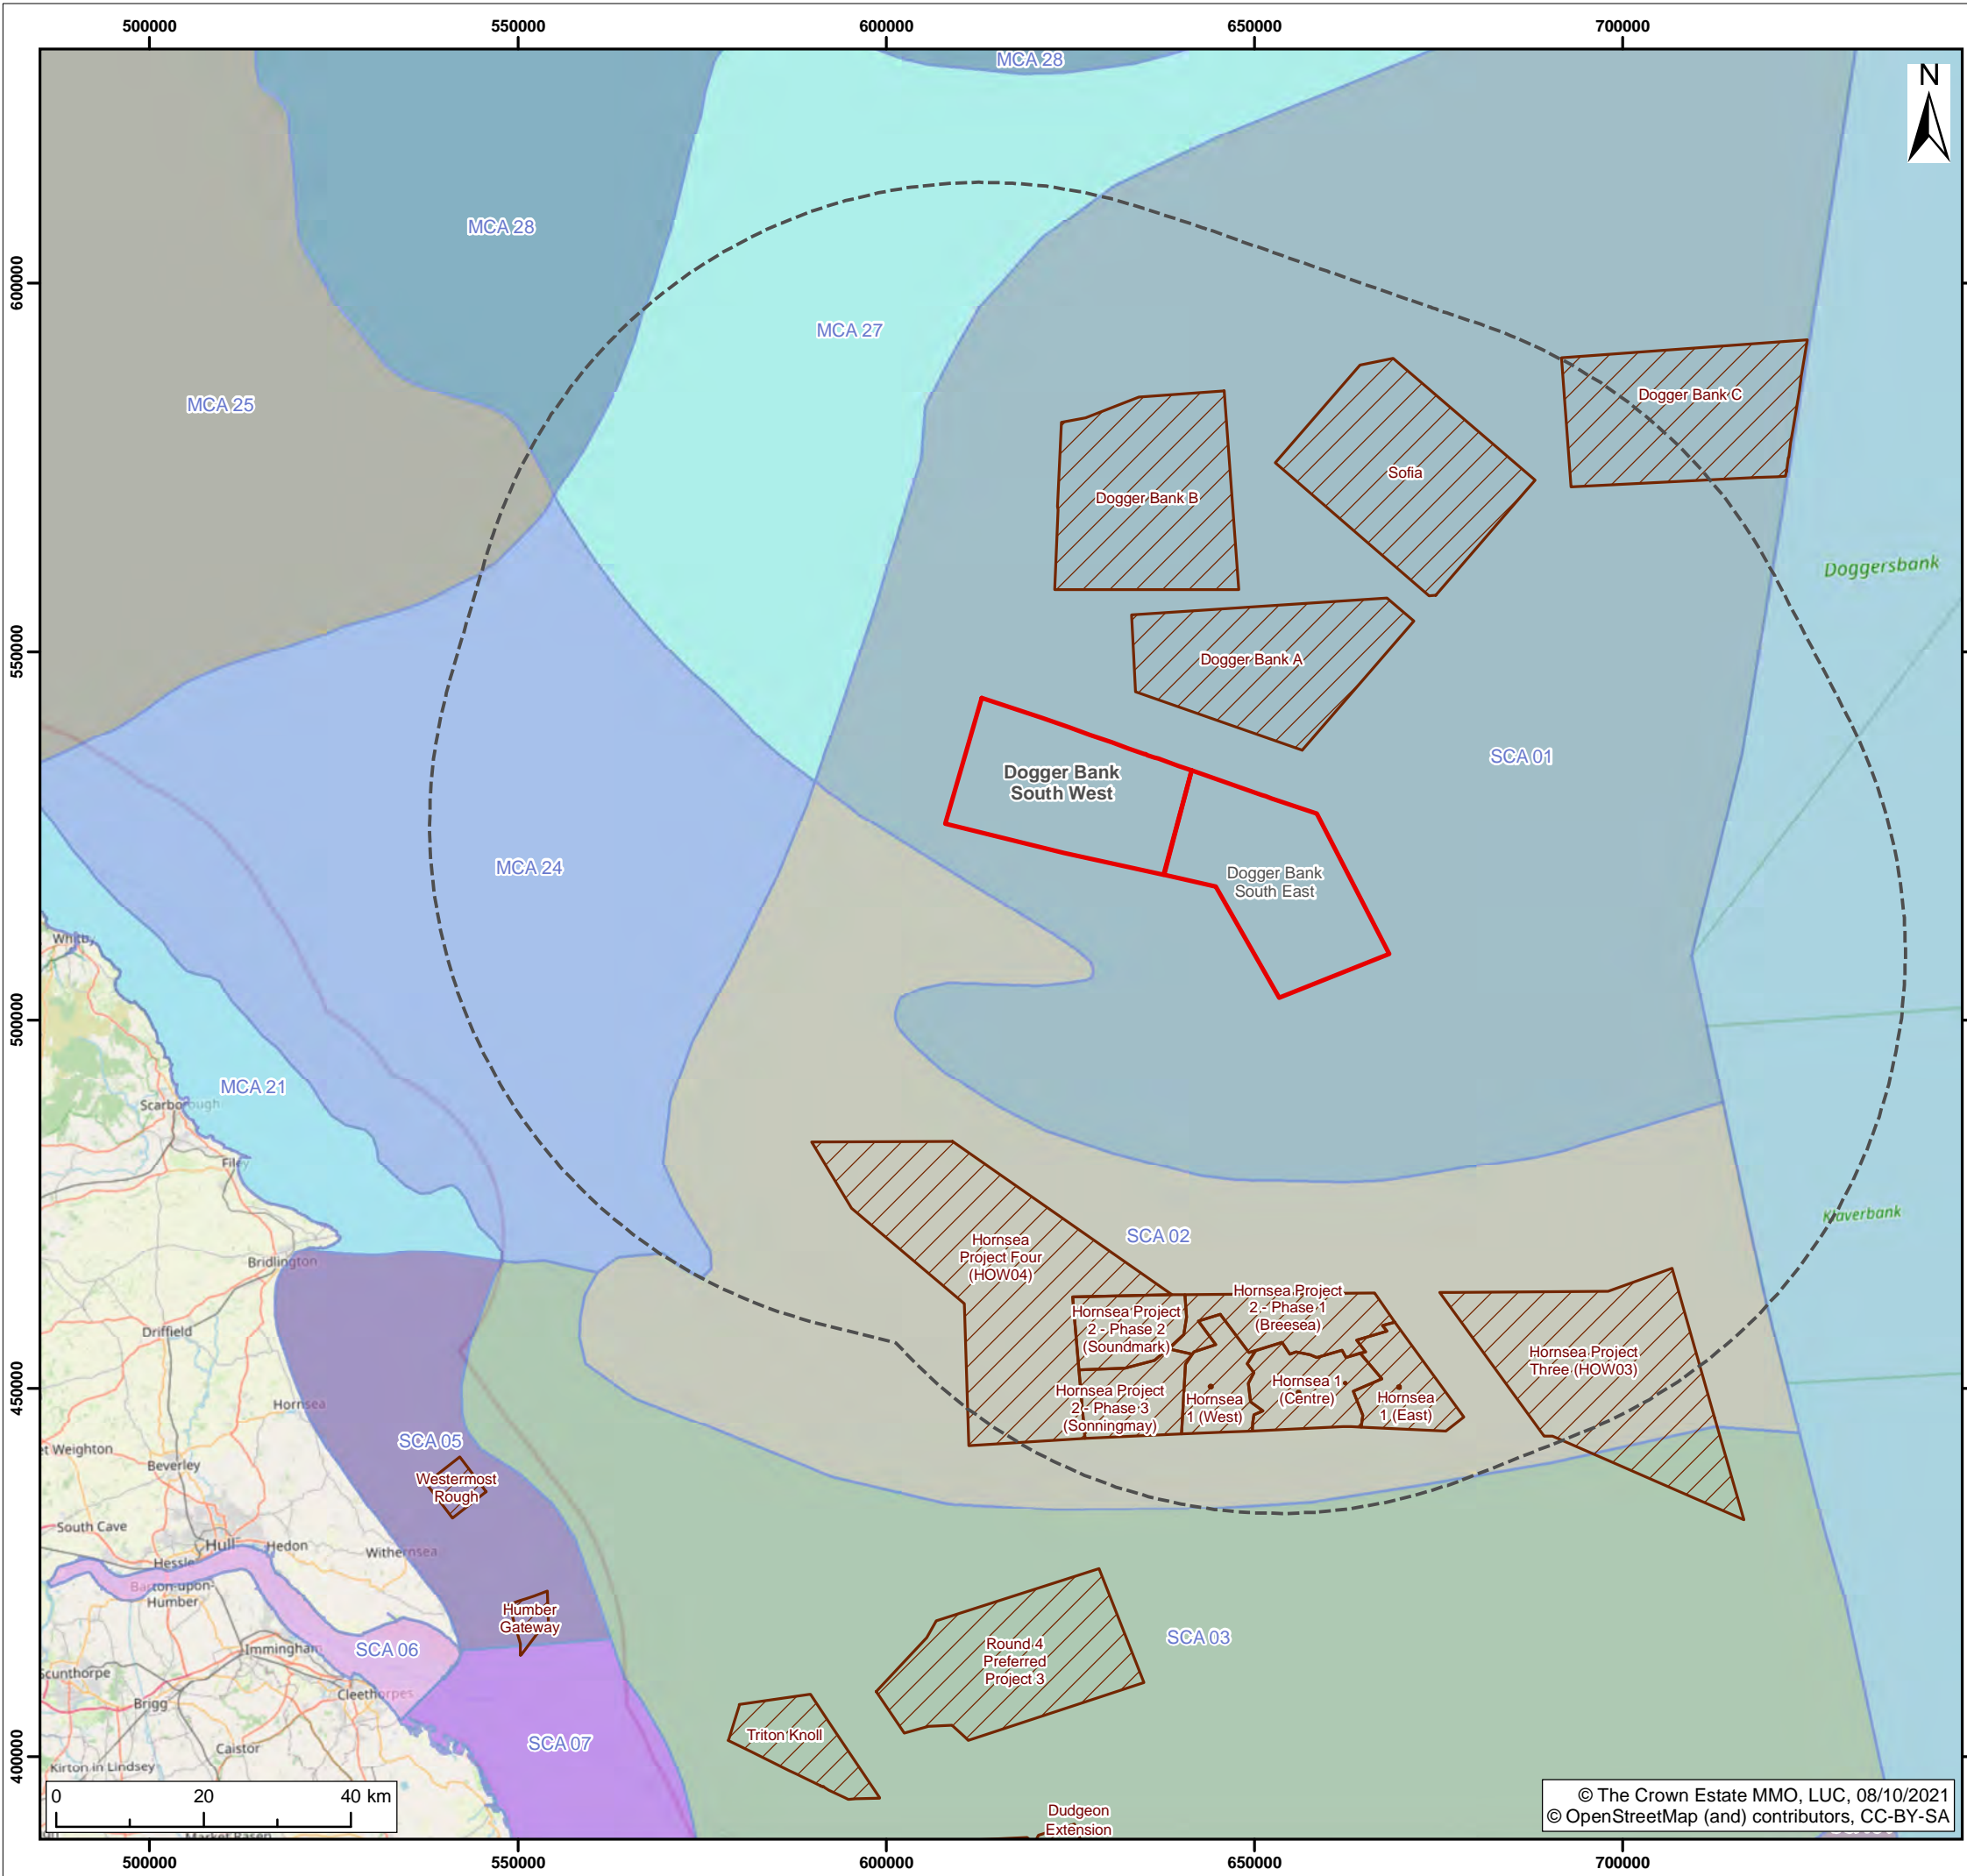 500000
550000
600000
650000
700000
MCA 28
N
MCA 28
600000
MCA 27
MCA 25
Dogger Bank C
Sofia
Dogger Bank B
Doggersbank
550000
Dogger Bank A
SCA 01
Dogger Bank
South West
MCA 24
Dogger Bank
South East
Whitby
500000
MCA 21
Scarborough
Filey
Klaverbank
SCA 02
Hornsea
Project Four
(HOW04)
Bridlington
Hornsea Project
2 - Phase 1
(Breesea)
Hornsea Project
2 - Phase 2
(Soundmark)
Driffield
Hornsea Project
Three (HOW03)
450000
Hornsea 1
(Centre)
Hornsea Project
2 - Phase 3
(Sonningmay)
Hornsea
1 (West)
Hornsea
1 (East)
Hornsea
SCA 05
et Weighton
Beverley
Westermost
Rough
South Cave
Hull
Hedon
Withernsea
Hessle
Barton-upon-
Humber
Humber
Gateway
SCA 03
Immingham
SCA 06
Round 4
Preferred
Project 3
Scunthorpe
Cleethorpes
Brigg
Triton Knoll
SCA 07
Caistor
400000
Kirton in Lindsey
0
20
40 km
© The Crown Estate MMO, LUC, 08/10/2021
© OpenStreetMap (and) contributors, CC-BY-SA
Dudgeon
Extension
Market Rasen
500000
550000
600000
650000
700000